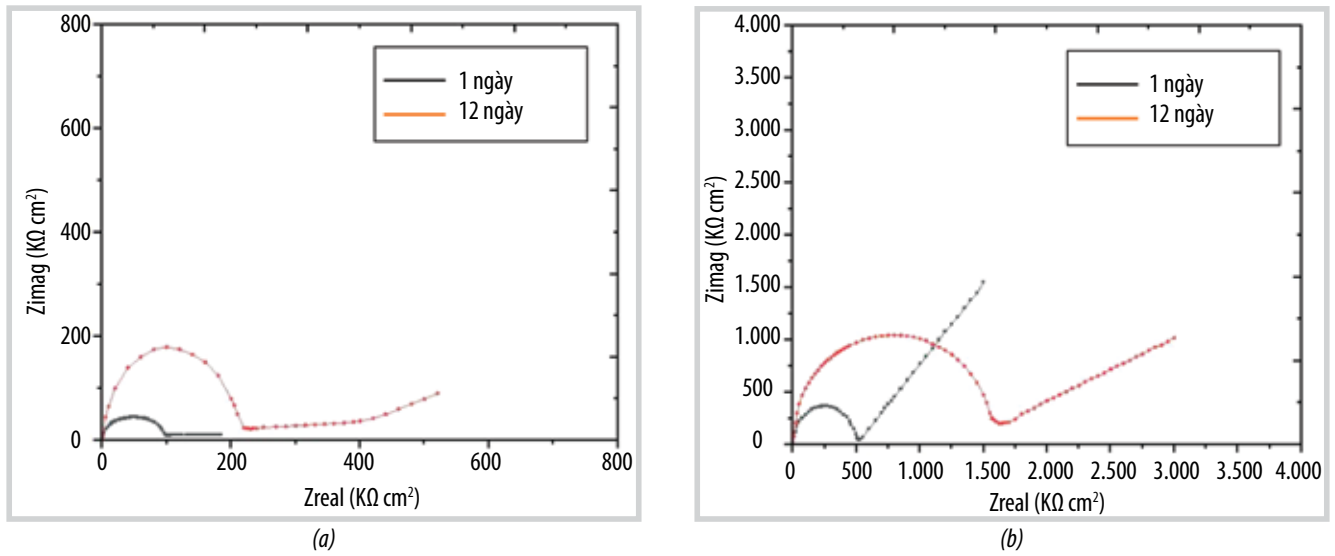 800
600
400
200
0
Zimag (KΩ cm²)
1 ngày
12 ngày
0 200 400 600 800
Zreal (KΩ cm²)
(a)
4.000
3.500
3.000
2.500
2.000
1.500
1.000
500
0
Zimag (KΩ cm²)
1 ngày
12 ngày
0 500 1.000 1.500 2.000 2.500 3.000 3.500 4.000
Zreal (KΩ cm²)
(b)